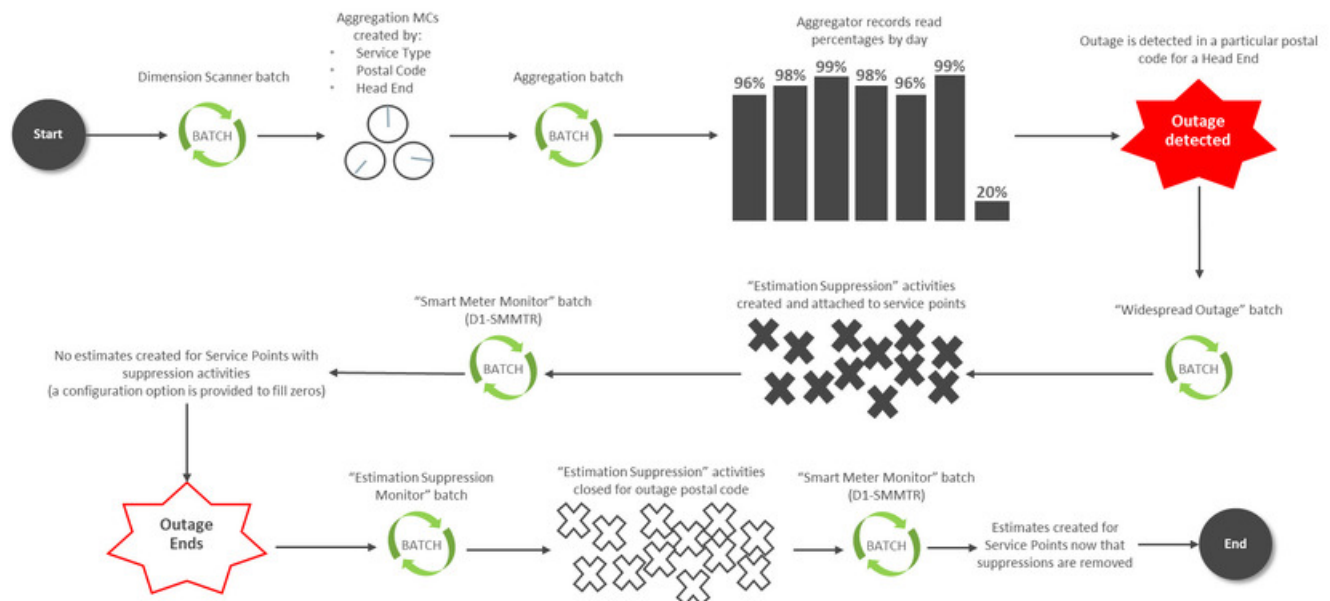 Start
Dimension Scanner batch
BATCH
Aggregation MCs
created by:
• Service Type
• Postal Code
• Head End
Aggregation batch
BATCH
Aggregator records read
percentages by day
96%
98%
99%
98%
96%
99%
20%
Outage is detected in a particular postal
code for a Head End
Outage
detected
"Widespread Outage" batch
BATCH
"Estimation Suppression" activities
created and attached to service points
"Smart Meter Monitor" batch
(D1-SMMTR)
BATCH
No estimates created for Service Points with
suppression activities
(a configuration option is provided to fill zeros)
Outage
Ends
"Estimation Suppression
Monitor" batch
BATCH
"Estimation Suppression" activities
closed for outage postal code
"Smart Meter Monitor" batch
(D1-SMMTR)
BATCH
Estimates created for
Service Points now that
suppressions are removed
End